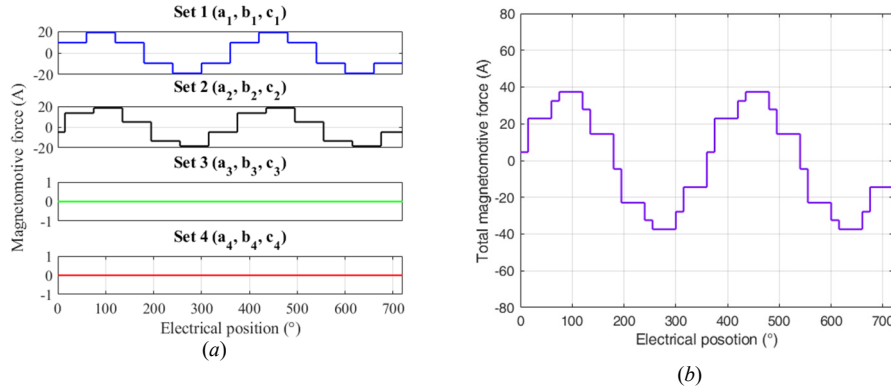 Set 1 (a1, b1, c1)
20
0
-20
Set 2 (a2, b2, c2)
20
0
-20
Set 3 (a3, b3, c3)
1
0
-1
Set 4 (a4, b4, c4)
1
0
-1
0 100 200 300 400 500 600 700
Electrical position (°)
Magnetomotive force (A)
(a)
80
60
40
20
0
-20
-40
-60
-80
0 100 200 300 400 500 600 700
Electrical posotion (°)
Total magnetomotive force (A)
(b)